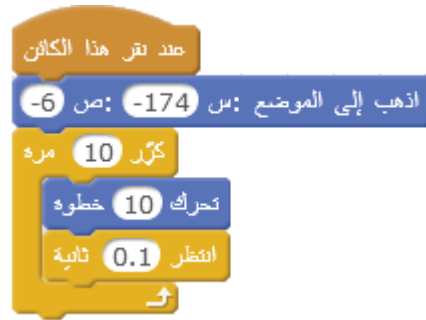 عند نقر هذا الكائن
اذهب إلى الموضع :س -174 :ص -6
كرّر 10 مرة
تحرك 10 خطوة
انتظر 0.1 ثانية